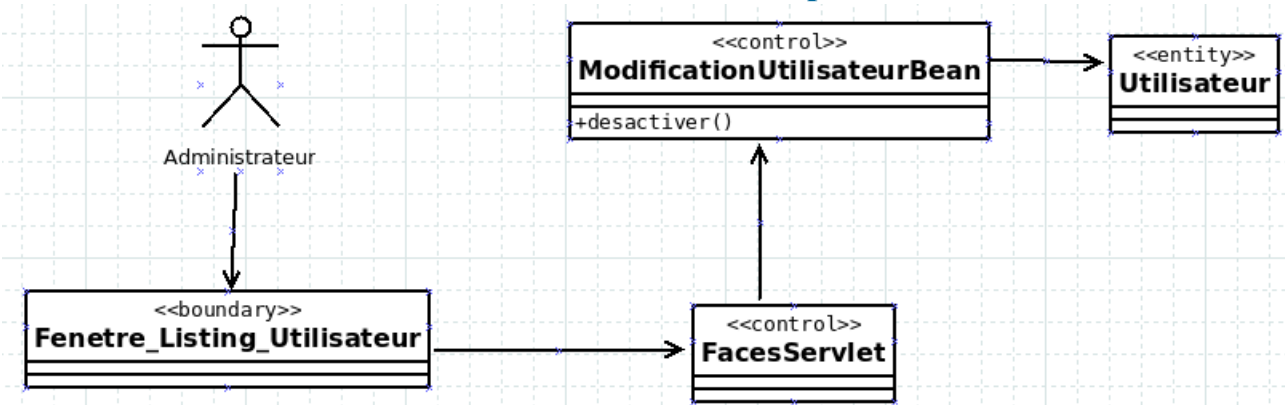 <<control>>
ModificationUtilisateurBean
+desactiver()
<<entity>>
Utilisateur
Administrateur
<<boundary>>
Fenetre_Listing_Utilisateur
<<control>>
FacesServlet